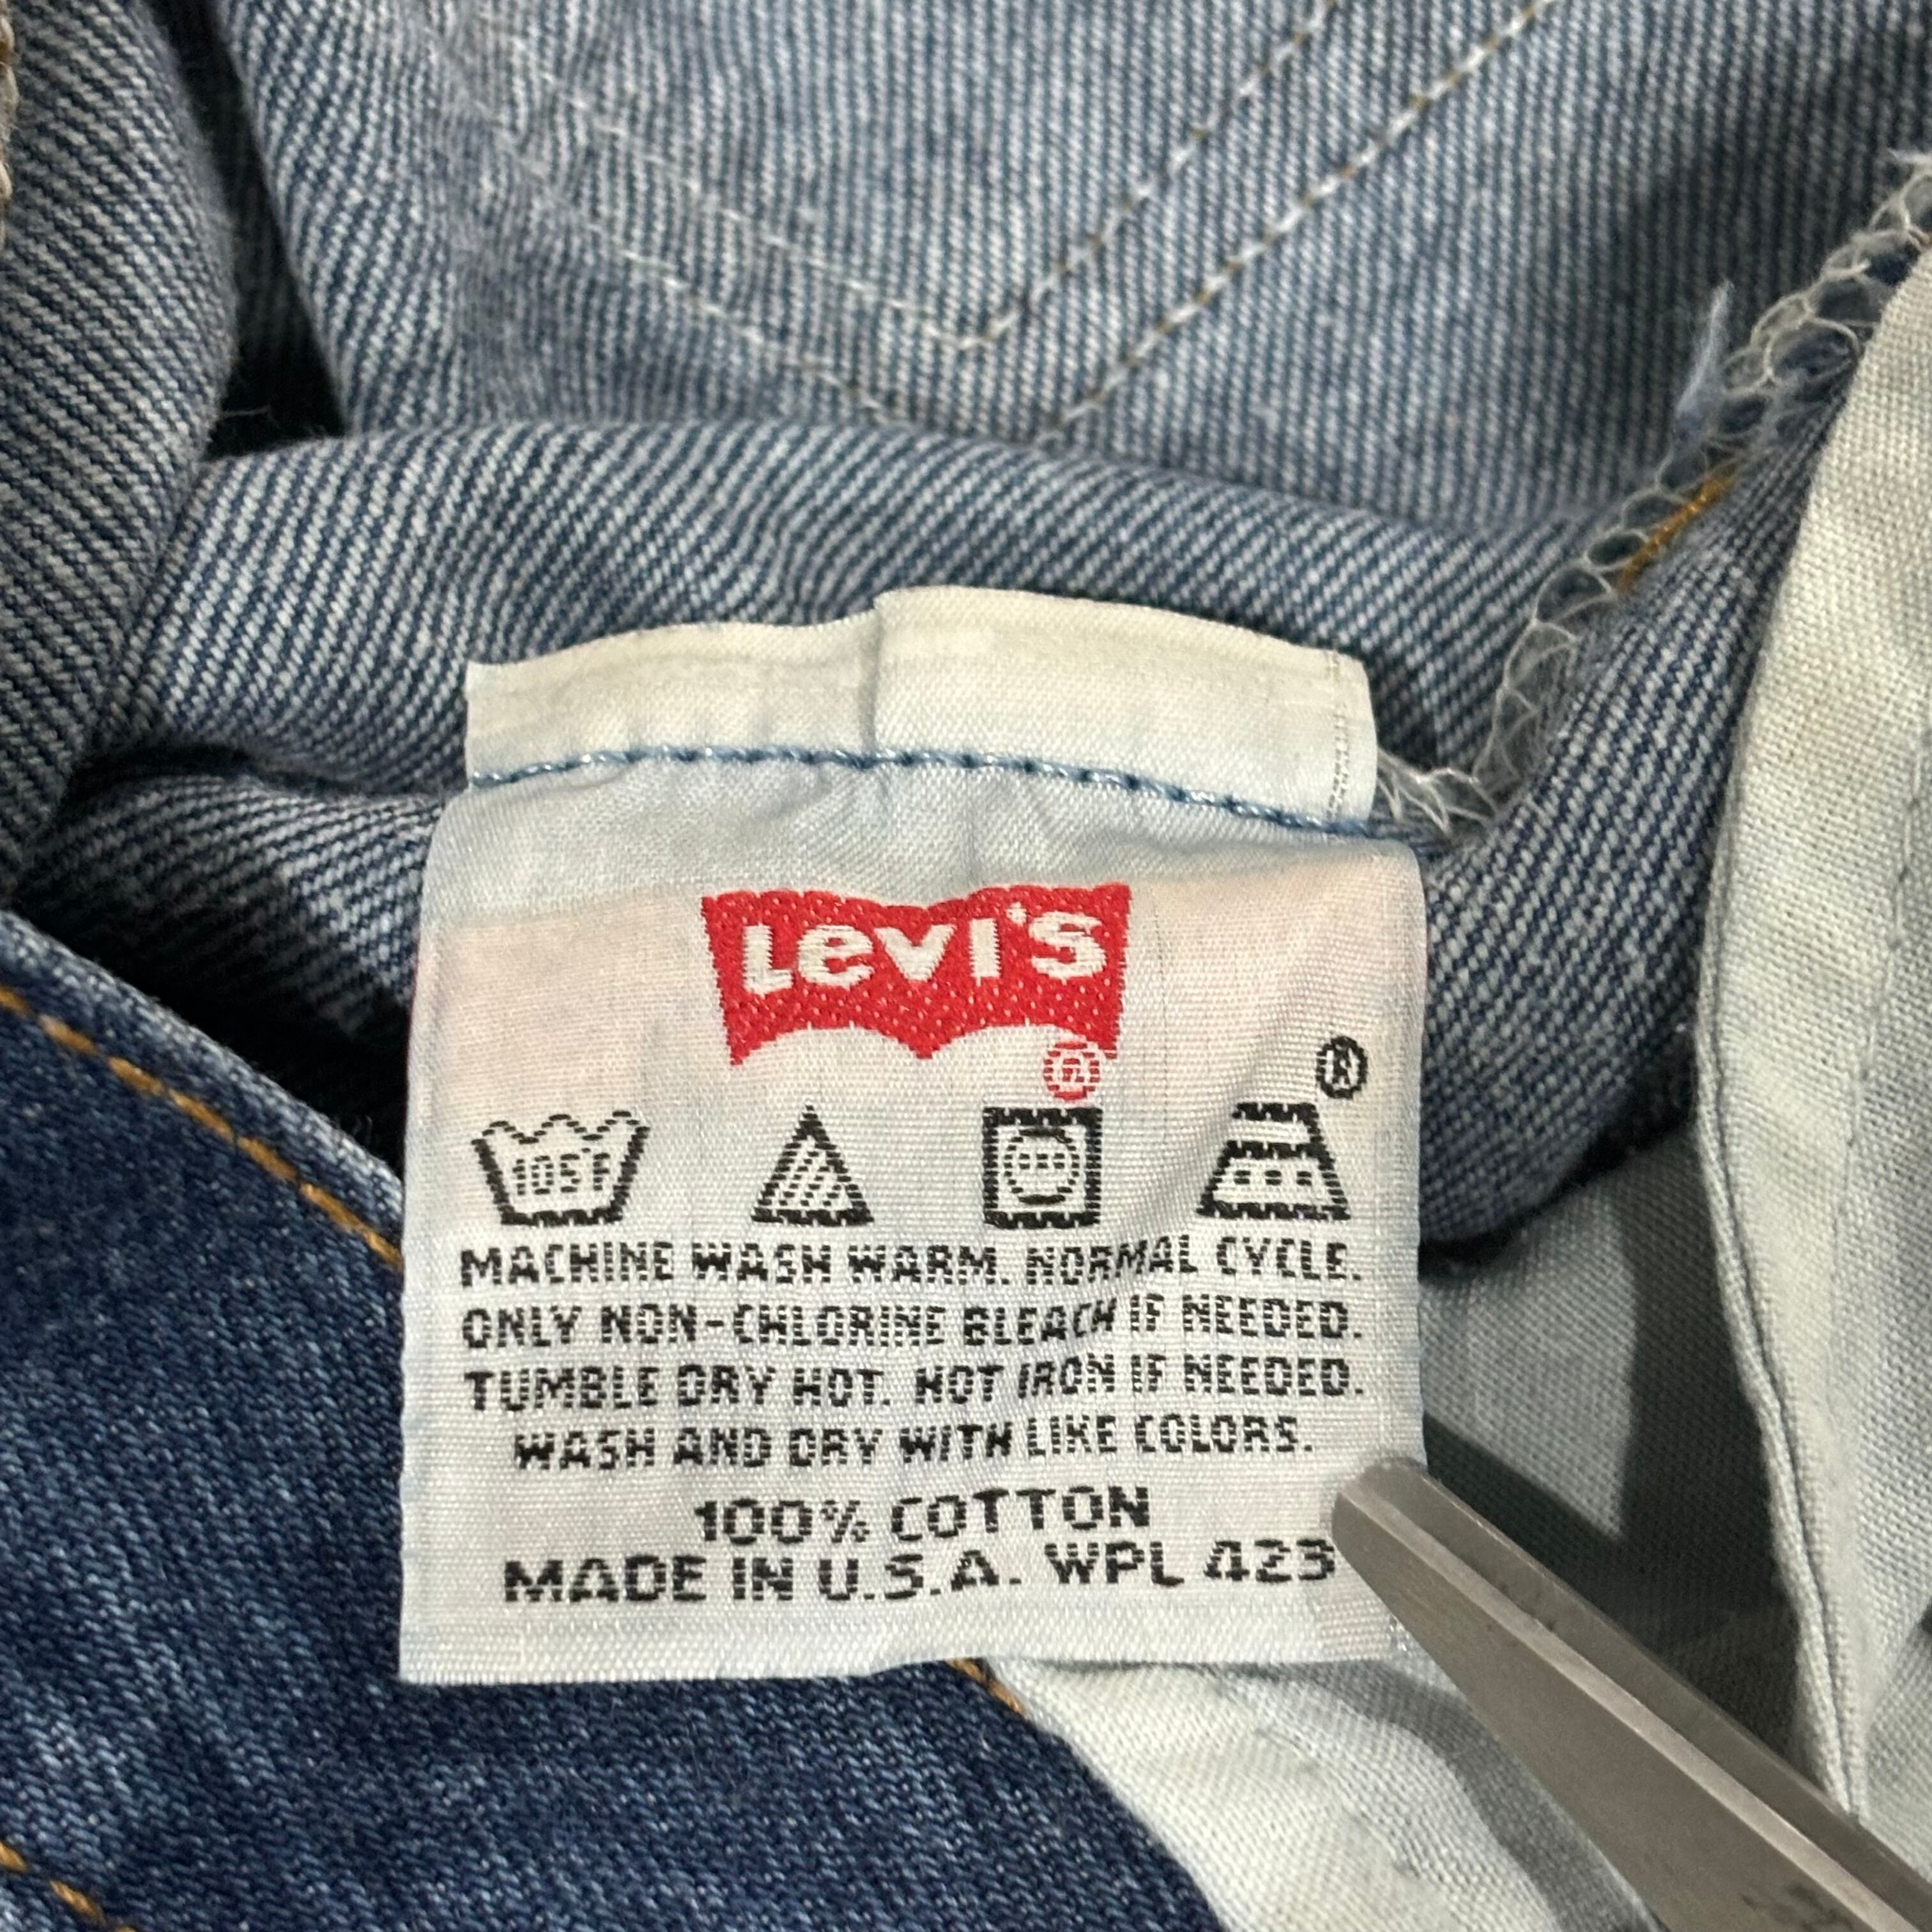 Levi's
®
®
105°F
MACHINE WASH WARM. NORMAL CYCLE.
ONLY NON-CHLORINE BLEACH IF NEEDED.
TUMBLE DRY HOT. HOT IRON IF NEEDED.
WASH AND DRY WITH LIKE COLORS.
100% COTTON
MADE IN U.S.A. WPL 423